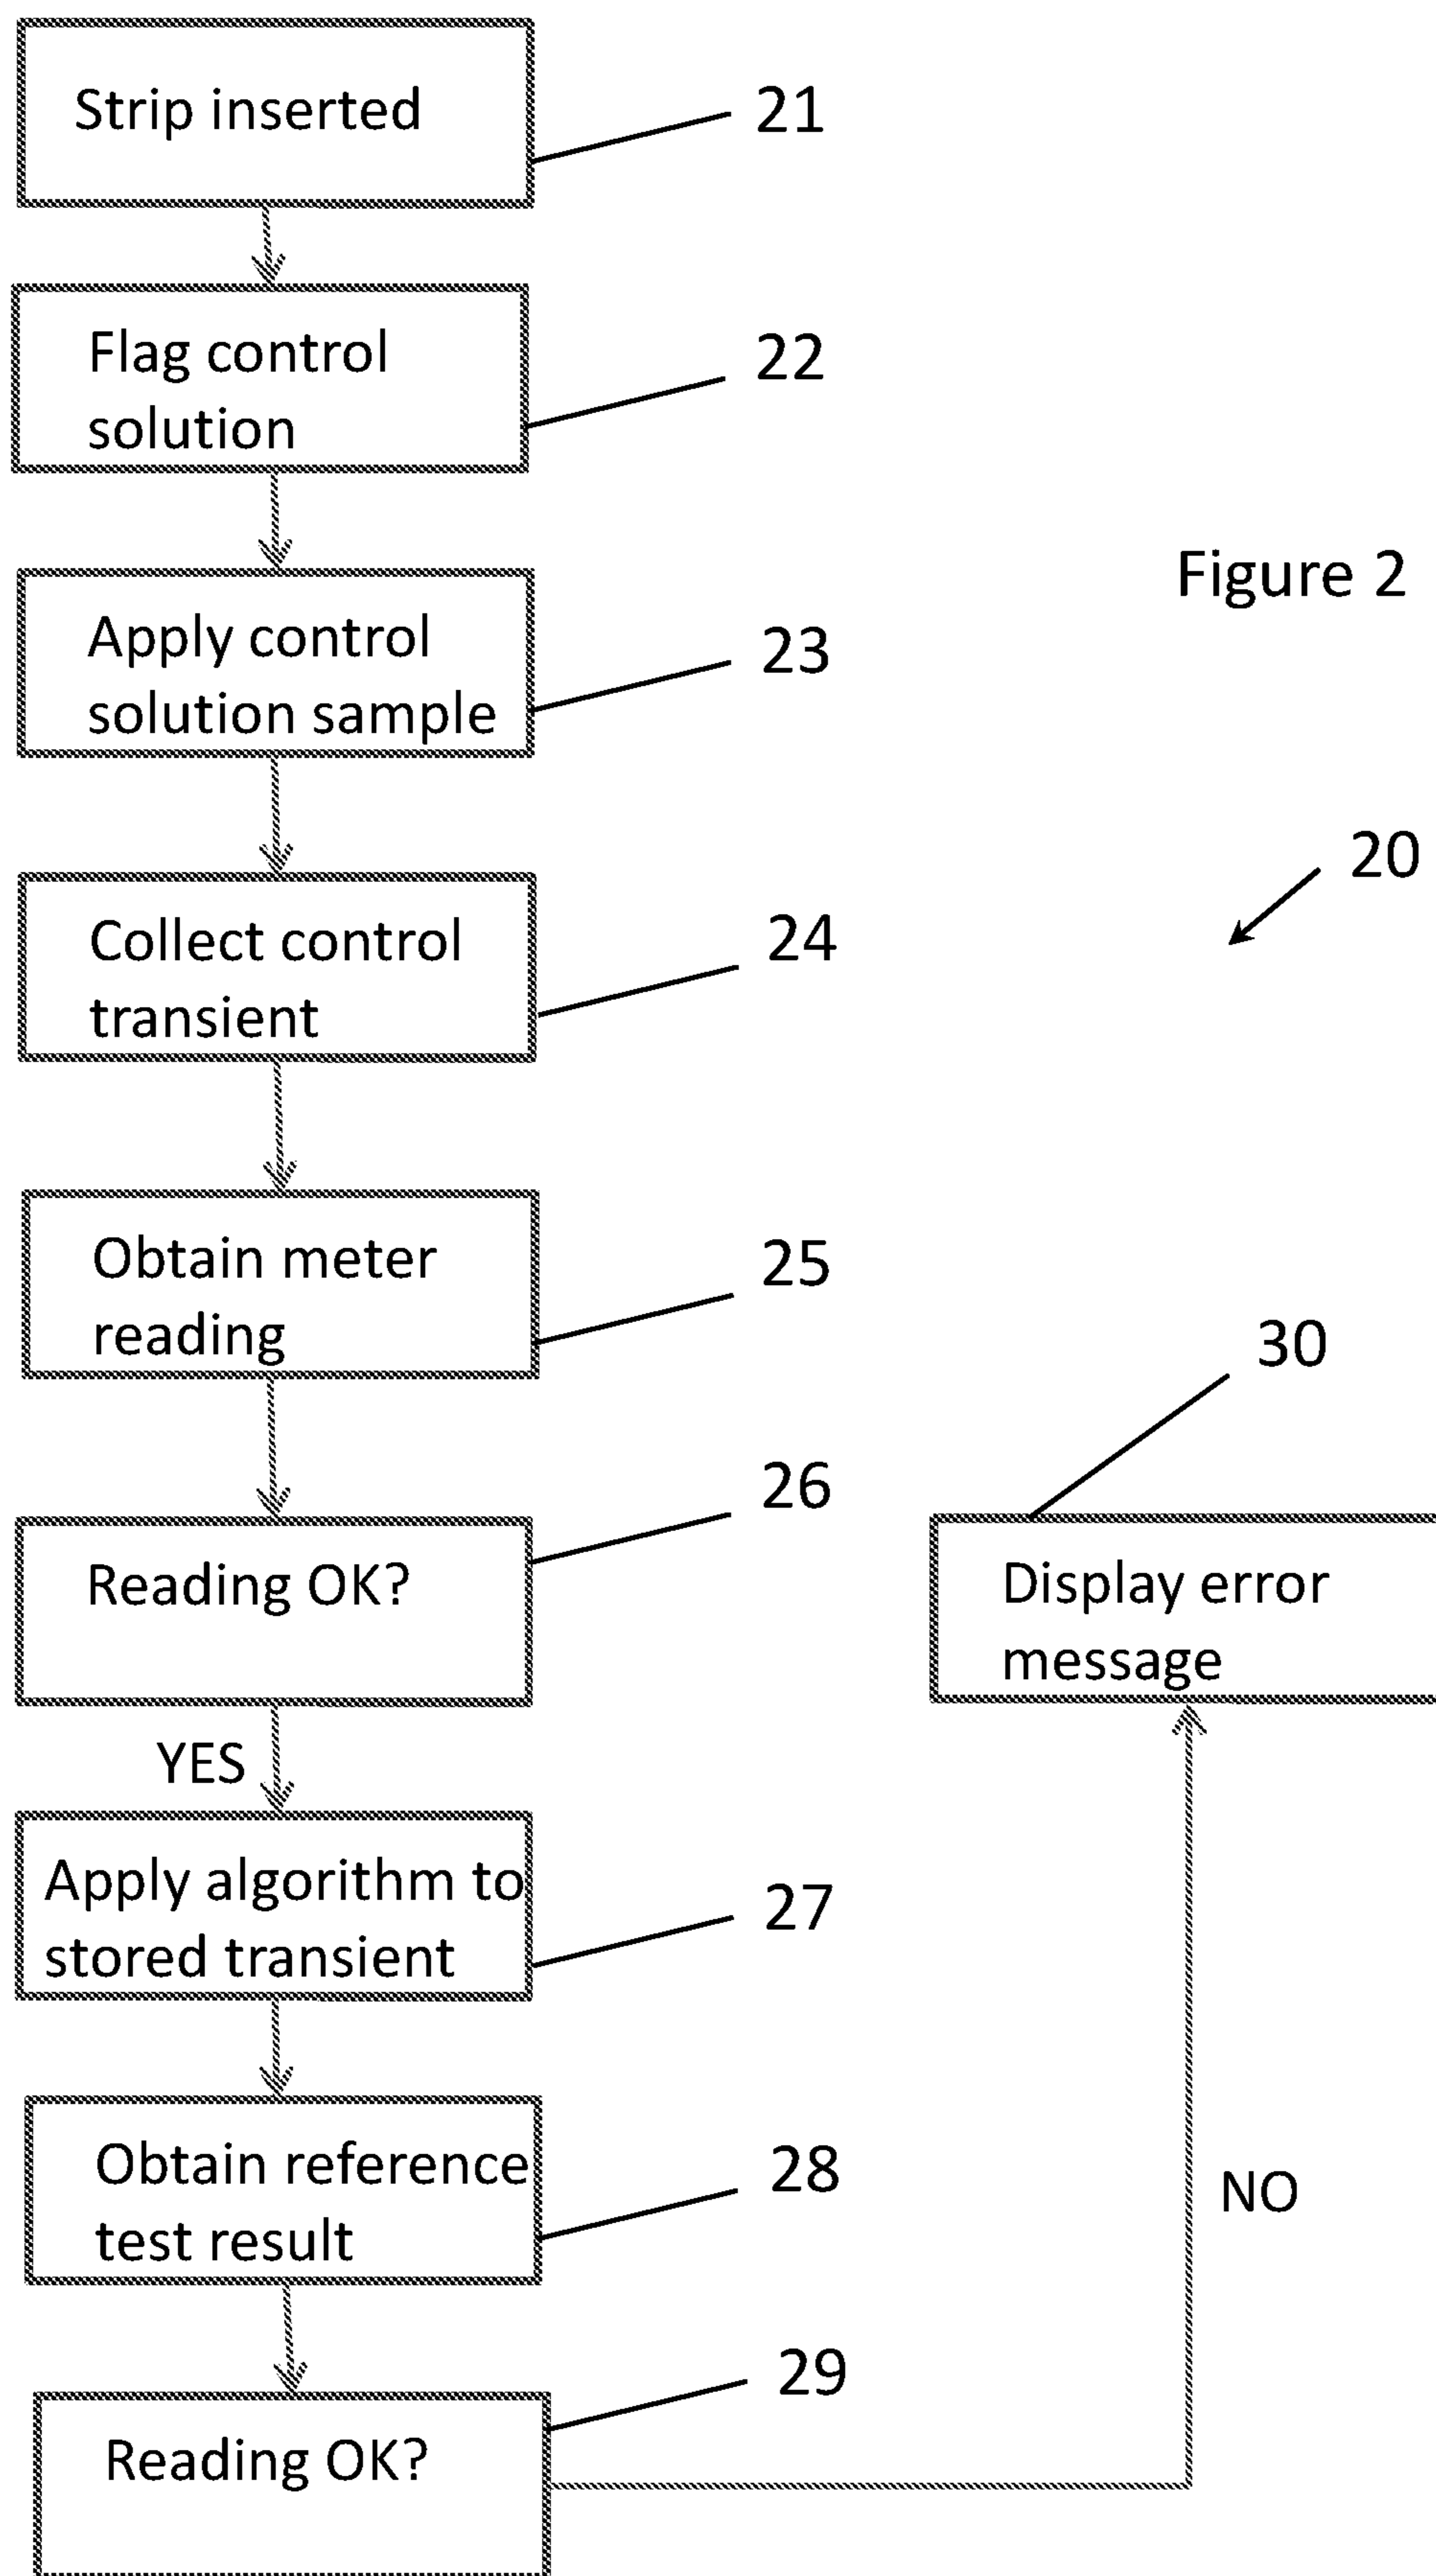 Strip inserted
21
Flag control
solution
22
Figure 2
Apply control
solution sample
23
20
Collect control
transient
24
Obtain meter
reading
25
30
Reading OK?
26
Display error
message
YES
Apply algorithm to
stored transient
27
Obtain reference
test result
28
NO
Reading OK?
29